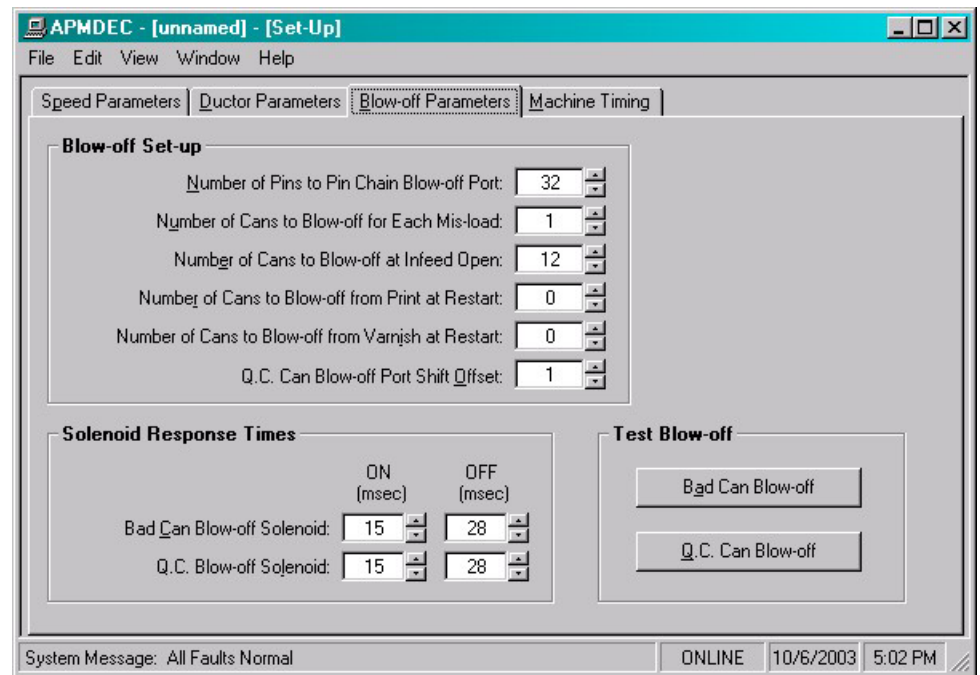 APMDEC - [unnamed] - [Set-Up]
File Edit View Window Help
Speed Parameters Ductor Parameters Blow-off Parameters Machine Timing
Blow-off Set-up
Number of Pins to Pin Chain Blow-off Port: 32
Number of Cans to Blow-off for Each Mis-load: 1
Number of Cans to Blow-off at Infeed Open: 12
Number of Cans to Blow-off from Print at Restart: 0
Number of Cans to Blow-off from Varnish at Restart: 0
Q.C. Can Blow-off Port Shift Offset: 1
Solenoid Response Times
ON OFF
(msec) (msec)
Bad Can Blow-off Solenoid: 15 28
Q.C. Blow-off Solenoid: 15 28
Test Blow-off
Bad Can Blow-off
Q.C. Can Blow-off
System Message: All Faults Normal ONLINE 10/6/2003 5:02 PM